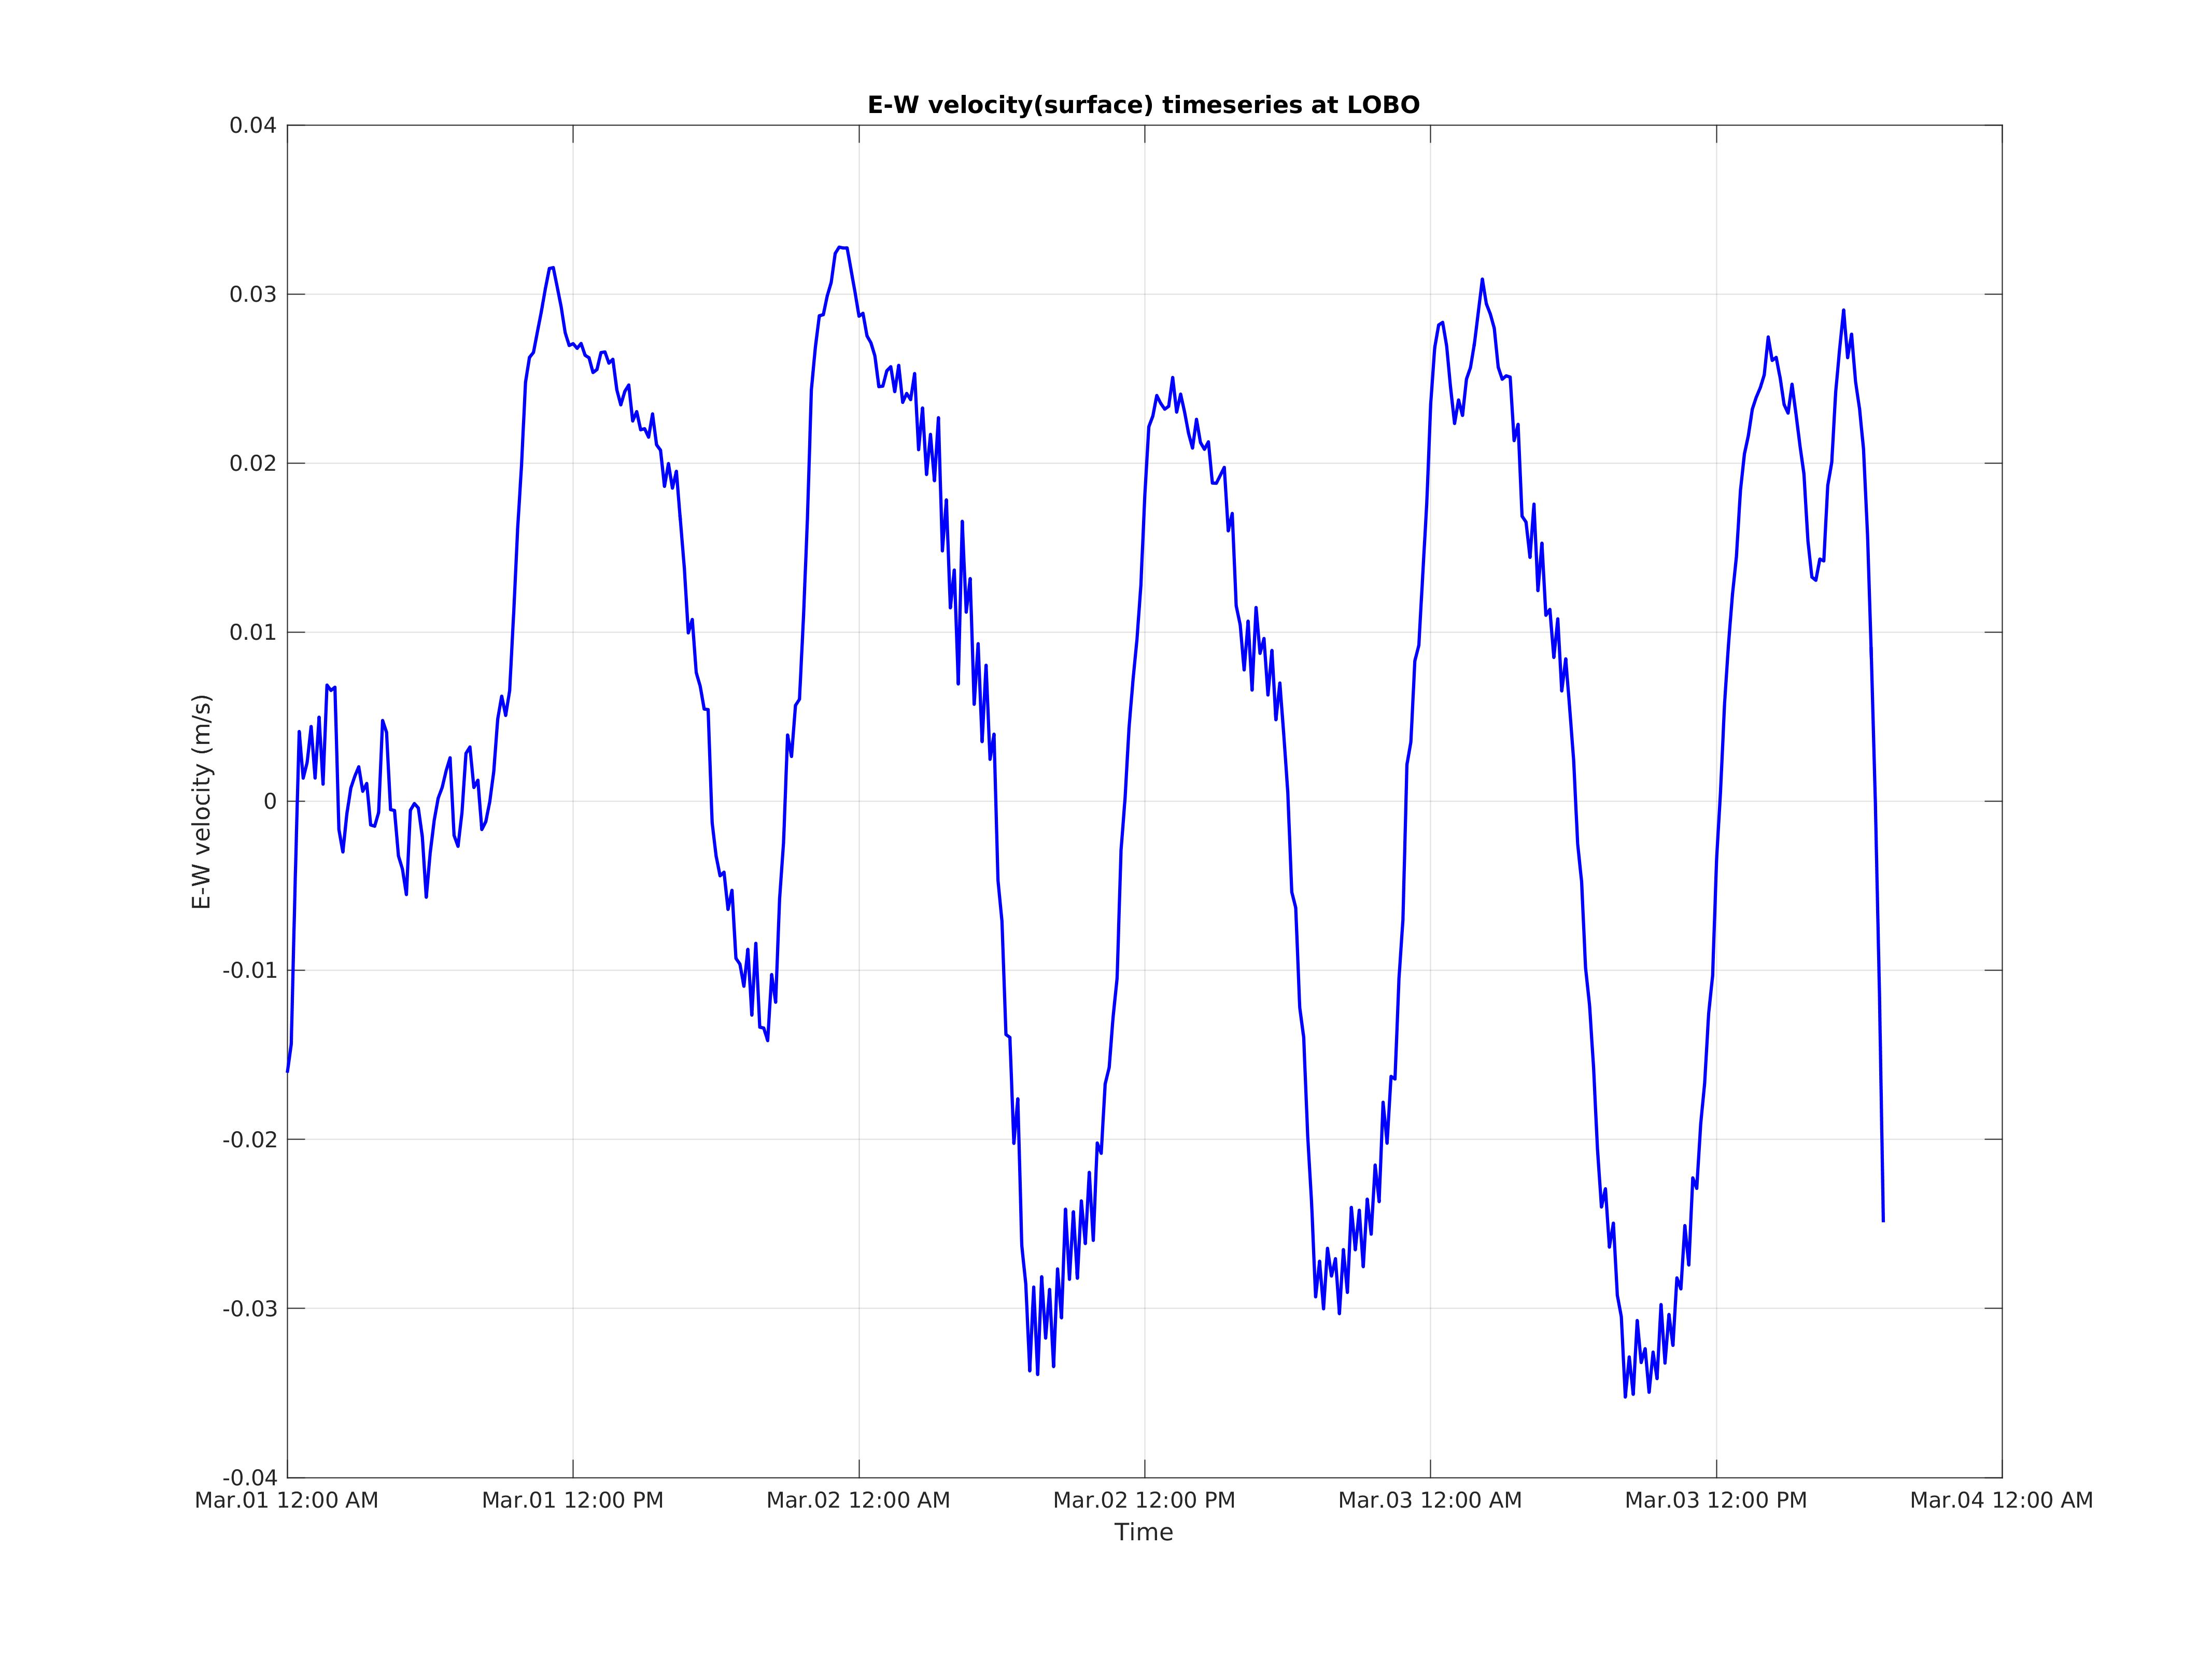 E-W velocity(surface) timeseries at LOBO
0.04
0.03
0.02
0.01
0
-0.01
-0.02
-0.03
-0.04
E-W velocity (m/s)
Mar.01 12:00 AM
Mar.01 12:00 PM
Mar.02 12:00 AM
Mar.02 12:00 PM
Mar.03 12:00 AM
Mar.03 12:00 PM
Mar.04 12:00 AM
Time